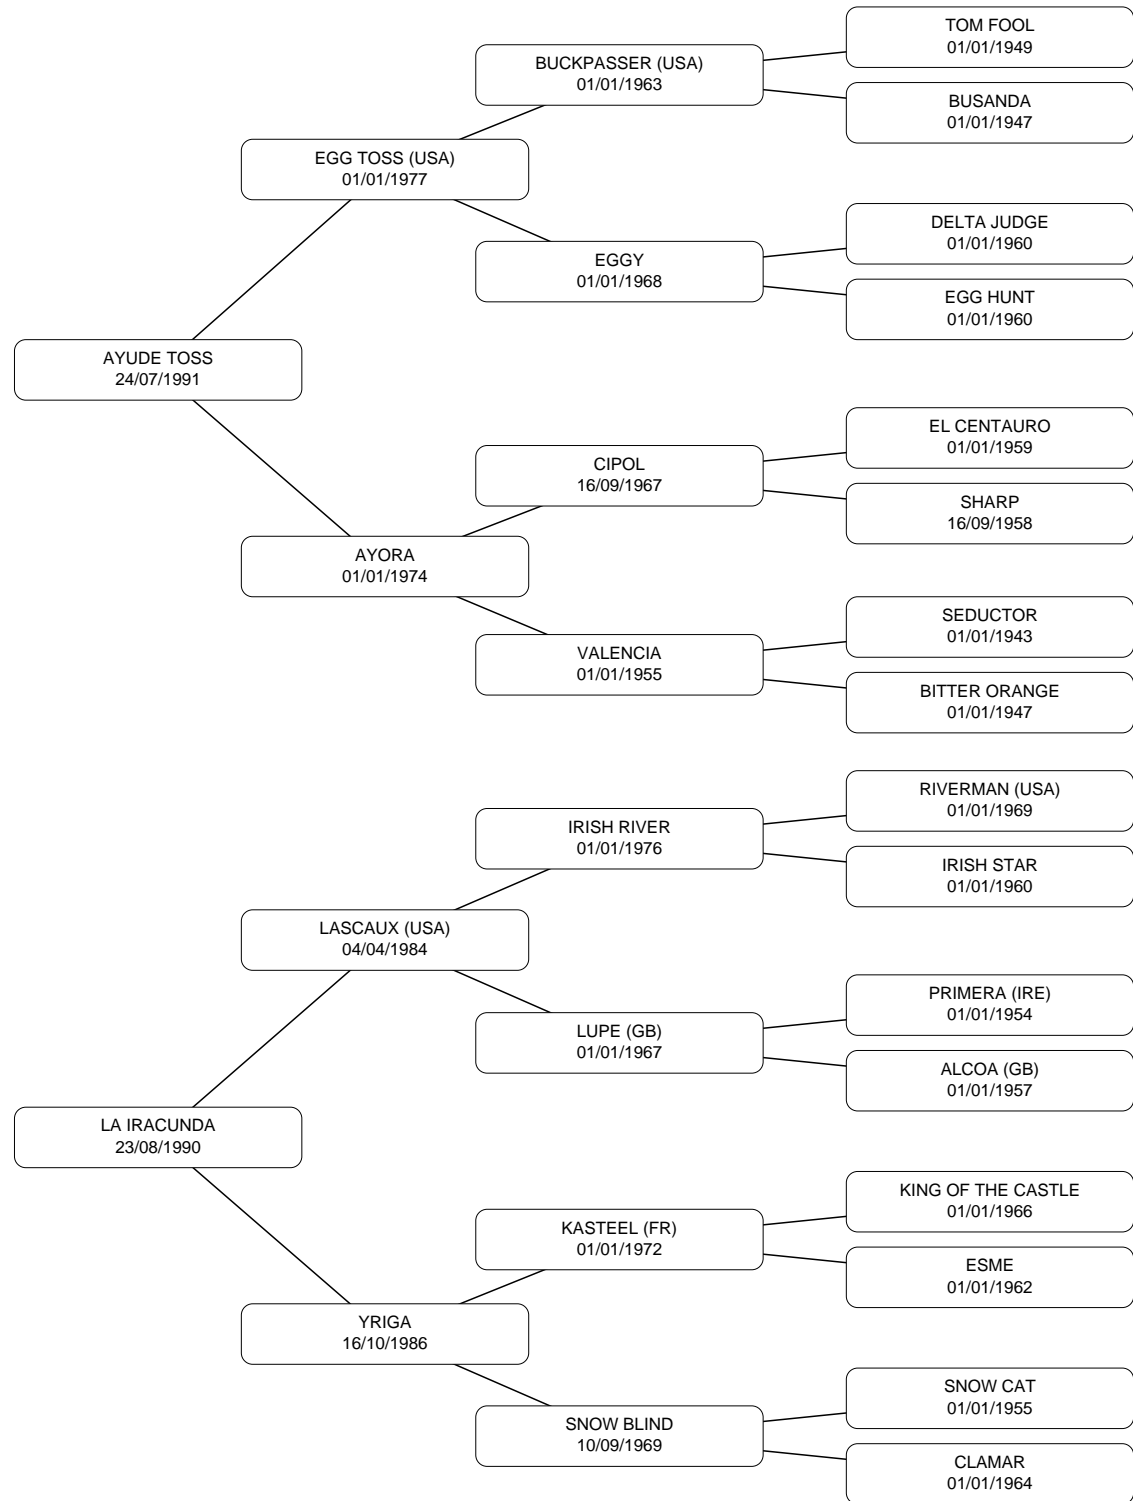 TOM FOOL
01/01/1949
BUCKPASSER (USA)
01/01/1963
BUSANDA
01/01/1947
EGG TOSS (USA)
01/01/1977
DELTA JUDGE
01/01/1960
EGGY
01/01/1968
EGG HUNT
01/01/1960
AYUDE TOSS
24/07/1991
EL CENTAURO
01/01/1959
CIPOL
16/09/1967
SHARP
16/09/1958
AYORA
01/01/1974
SEDUCTOR
01/01/1943
VALENCIA
01/01/1955
BITTER ORANGE
01/01/1947
RIVERMAN (USA)
01/01/1969
IRISH RIVER
01/01/1976
IRISH STAR
01/01/1960
LASCAUX (USA)
04/04/1984
PRIMERA (IRE)
01/01/1954
LUPE (GB)
01/01/1967
ALCOA (GB)
01/01/1957
LA IRACUNDA
23/08/1990
KING OF THE CASTLE
01/01/1966
KASTEEL (FR)
01/01/1972
ESME
01/01/1962
YRIGA
16/10/1986
SNOW CAT
01/01/1955
SNOW BLIND
10/09/1969
CLAMAR
01/01/1964